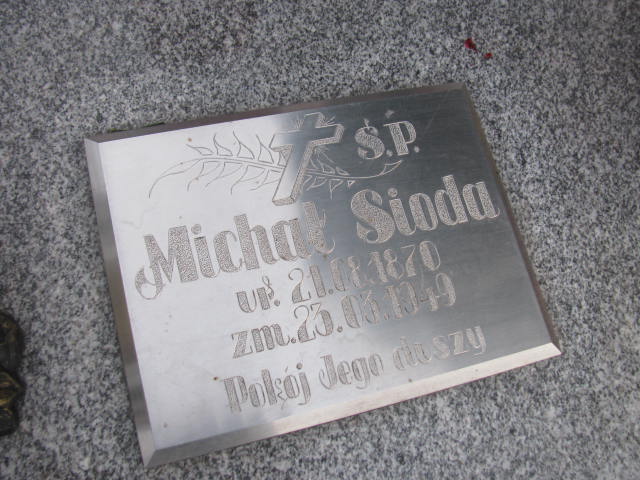 Ś.P.
Michał Sioda
ur. 21.08.1870
zm. 23.03.1949
Pokój Jego duszy